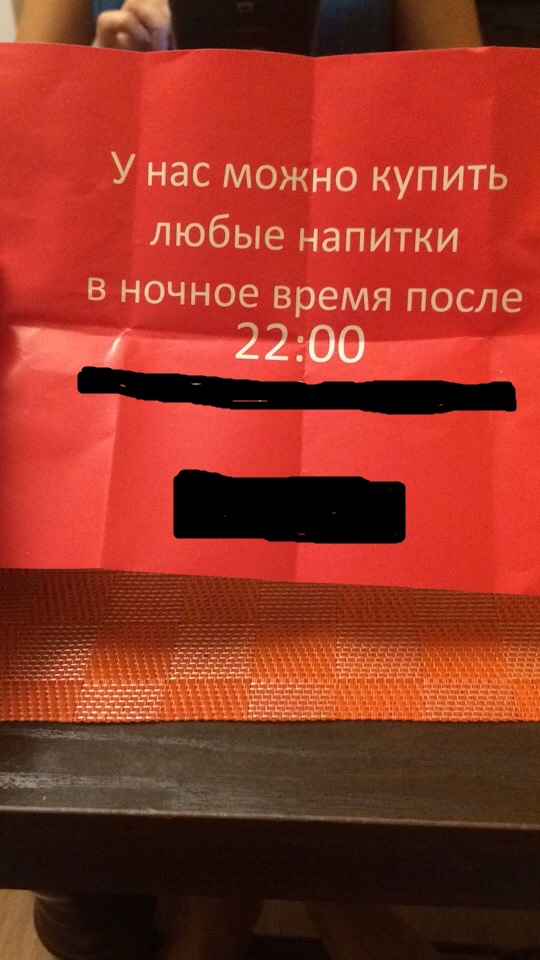 У нас можно купить
любые напитки
в ночное время после
22:00